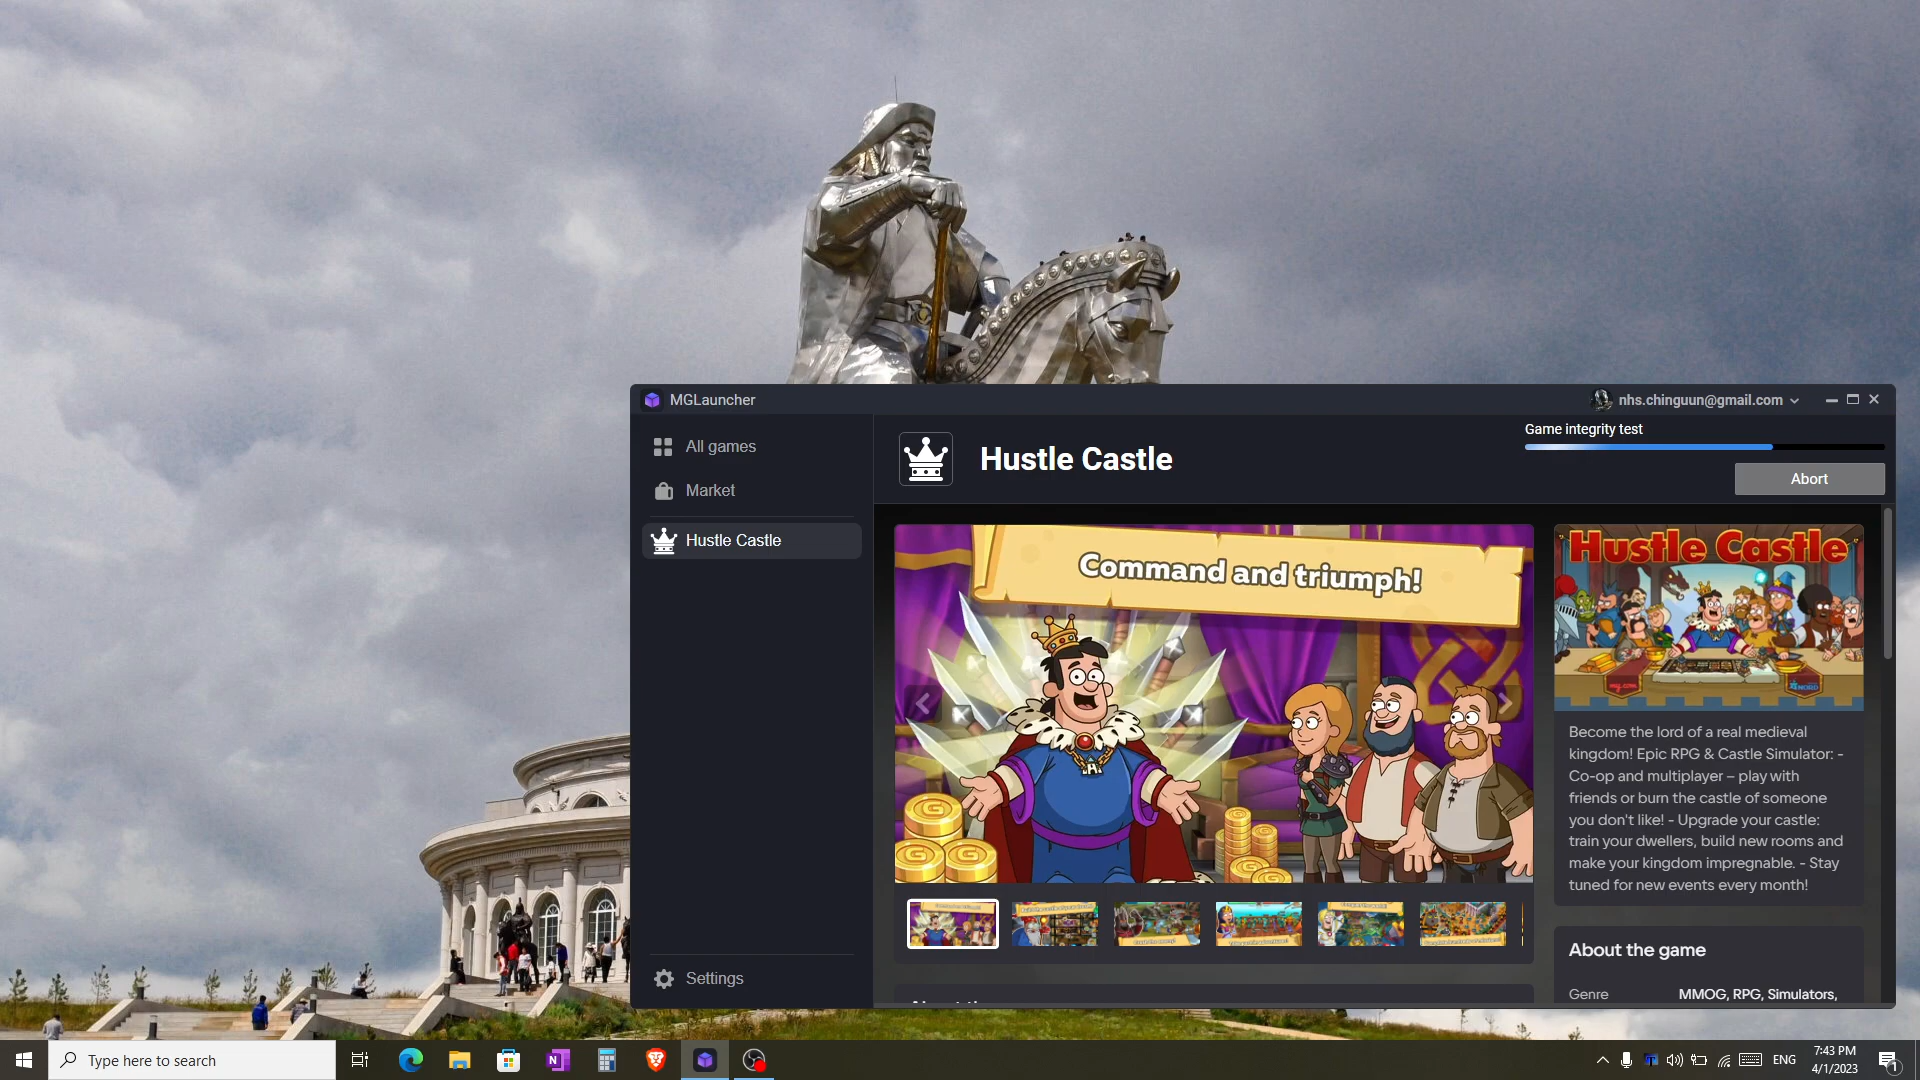 MGLauncher
nhs.chinguun@gmail.com
All games
Market
Hustle Castle
Settings
Hustle Castle
Game integrity test
Abort
Command and triumph!
Hustle Castle
Become the lord of a real medieval
kingdom! Epic RPG & Castle Simulator: -
Co-op and multiplayer – play with
friends or burn the castle of someone
you don't like! - Upgrade your castle:
train your dwellers, build new rooms and
make your kingdom impregnable. - Stay
tuned for new events every month!
About the game
Genre MMOG, RPG, Simulators,
Type here to search
ENG
7:43 PM
4/1/2023
1